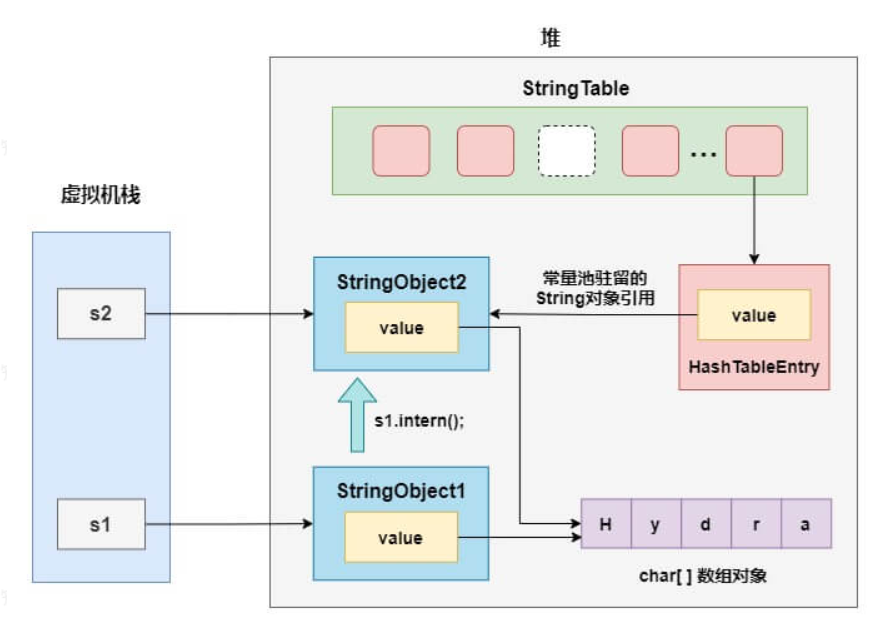 堆
StringTable
...
虚拟机栈
StringObject2
value
常量池驻留的
String对象引用
value
HashTableEntry
s2
s1.intern();
StringObject1
value
s1
H y d r a
char[ ] 数组对象